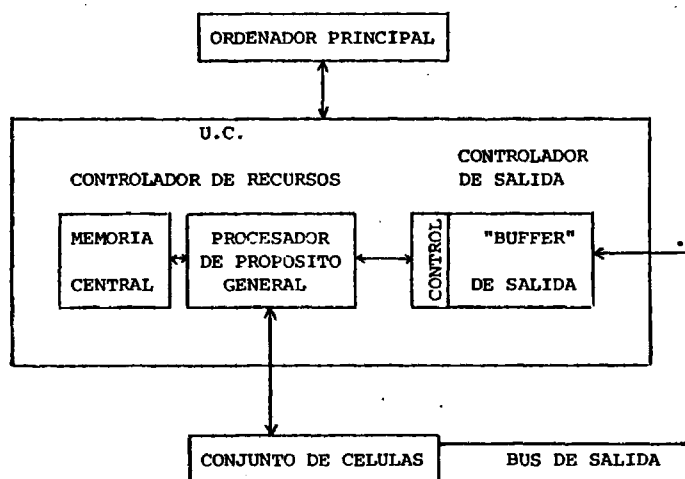 ORDENADOR PRINCIPAL
U.C.
CONTROLADOR DE RECURSOS
CONTROLADOR
DE SALIDA
MEMORIA
CENTRAL
PROCESADOR
DE PROPOSITO
GENERAL
CONTROL
"BUFFER"
DE SALIDA
CONJUNTO DE CELULAS
BUS DE SALIDA